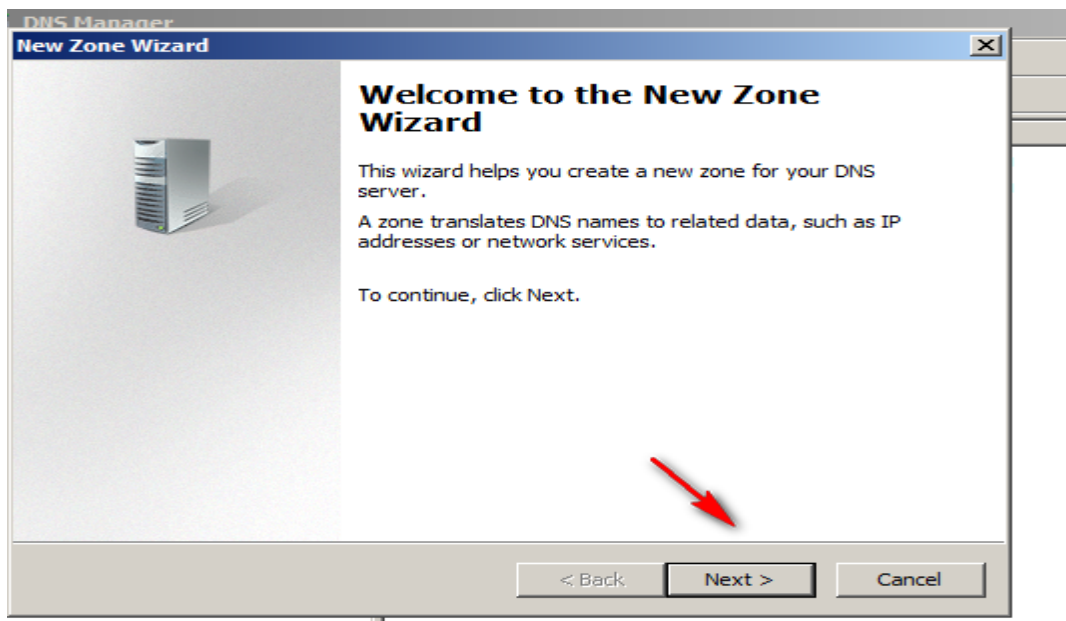 DNS Manager
New Zone Wizard
Welcome to the New Zone
Wizard
This wizard helps you create a new zone for your DNS
server.
A zone translates DNS names to related data, such as IP
addresses or network services.
To continue, click Next.
< Back Next > Cancel